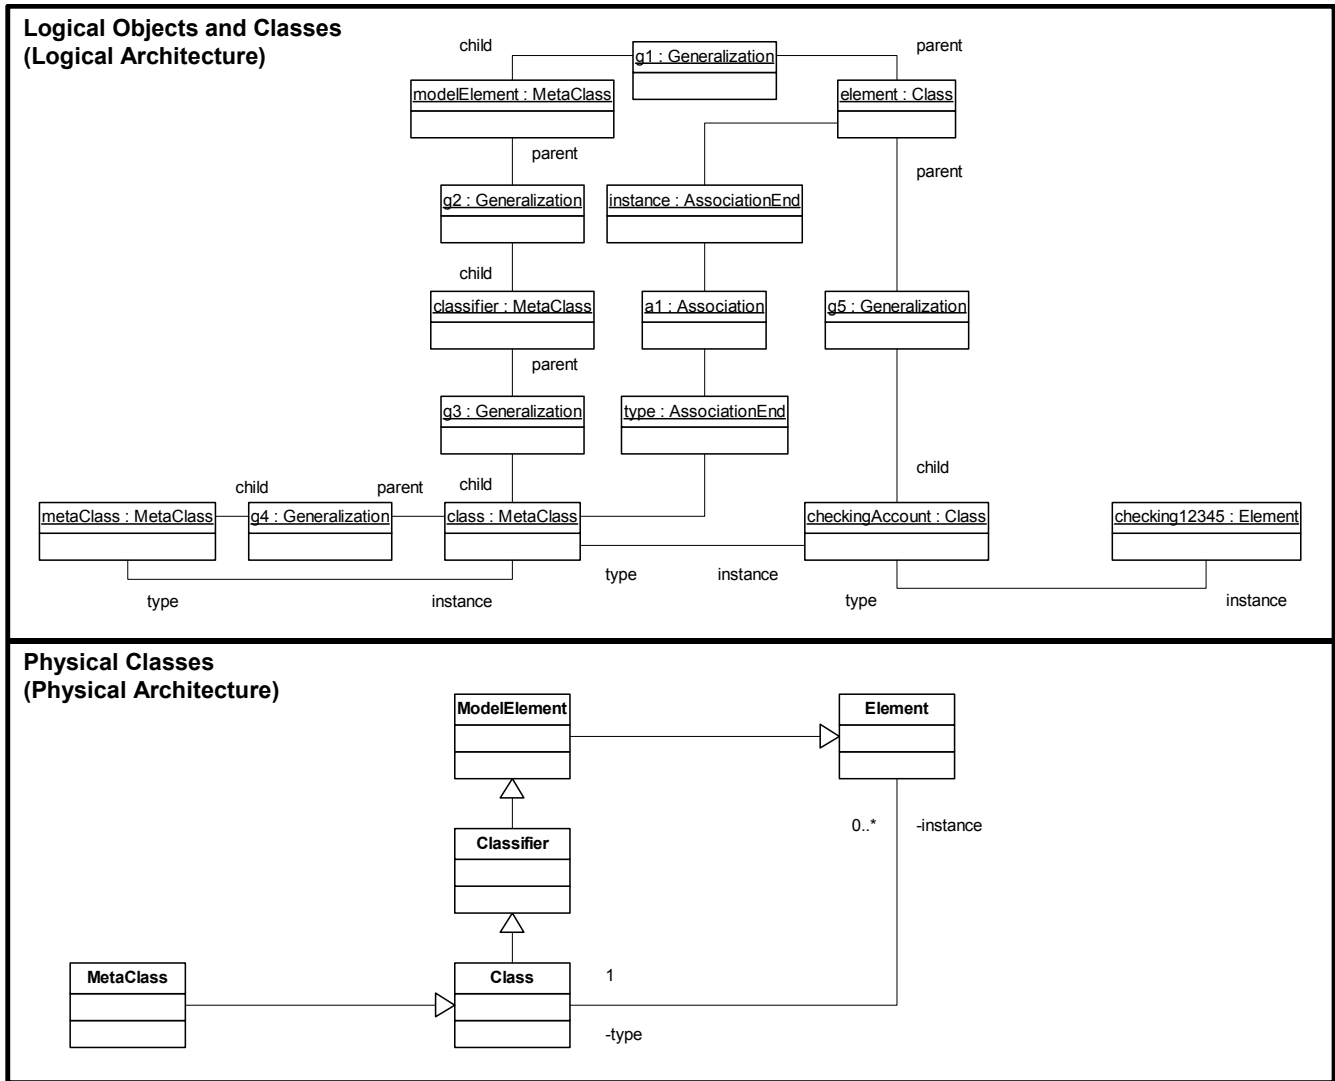 Logical Objects and Classes
(Logical Architecture)
child
g1 : Generalization
parent
modelElement : MetaClass
element : Class
parent
parent
g2 : Generalization
instance : AssociationEnd
child
classifier : MetaClass
a1 : Association
g5 : Generalization
parent
g3 : Generalization
type : AssociationEnd
child
child
parent
child
metaClass : MetaClass
g4 : Generalization
class : MetaClass
checkingAccount : Class
checking12345 : Element
type
instance
type
instance
type
instance
Physical Classes
(Physical Architecture)
ModelElement
Element
0..*
-instance
Classifier
MetaClass
Class
1
-type